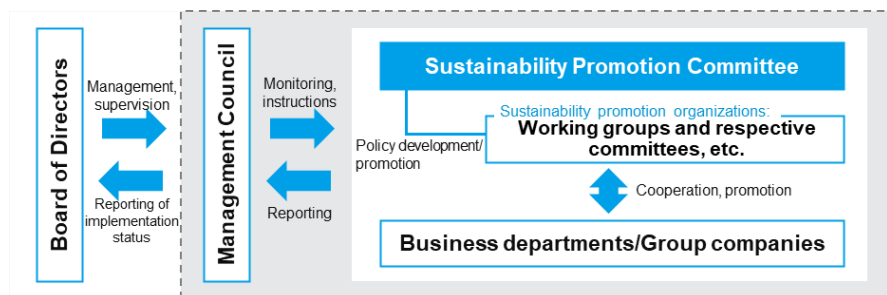 Board of Directors
Management,
supervision
Reporting of
implementation
status
Management Council
Monitoring,
instructions
Reporting
Sustainability Promotion Committee
Policy development/
promotion
Sustainability promotion organizations:
Working groups and respective
committees, etc.
Cooperation, promotion
Business departments/Group companies